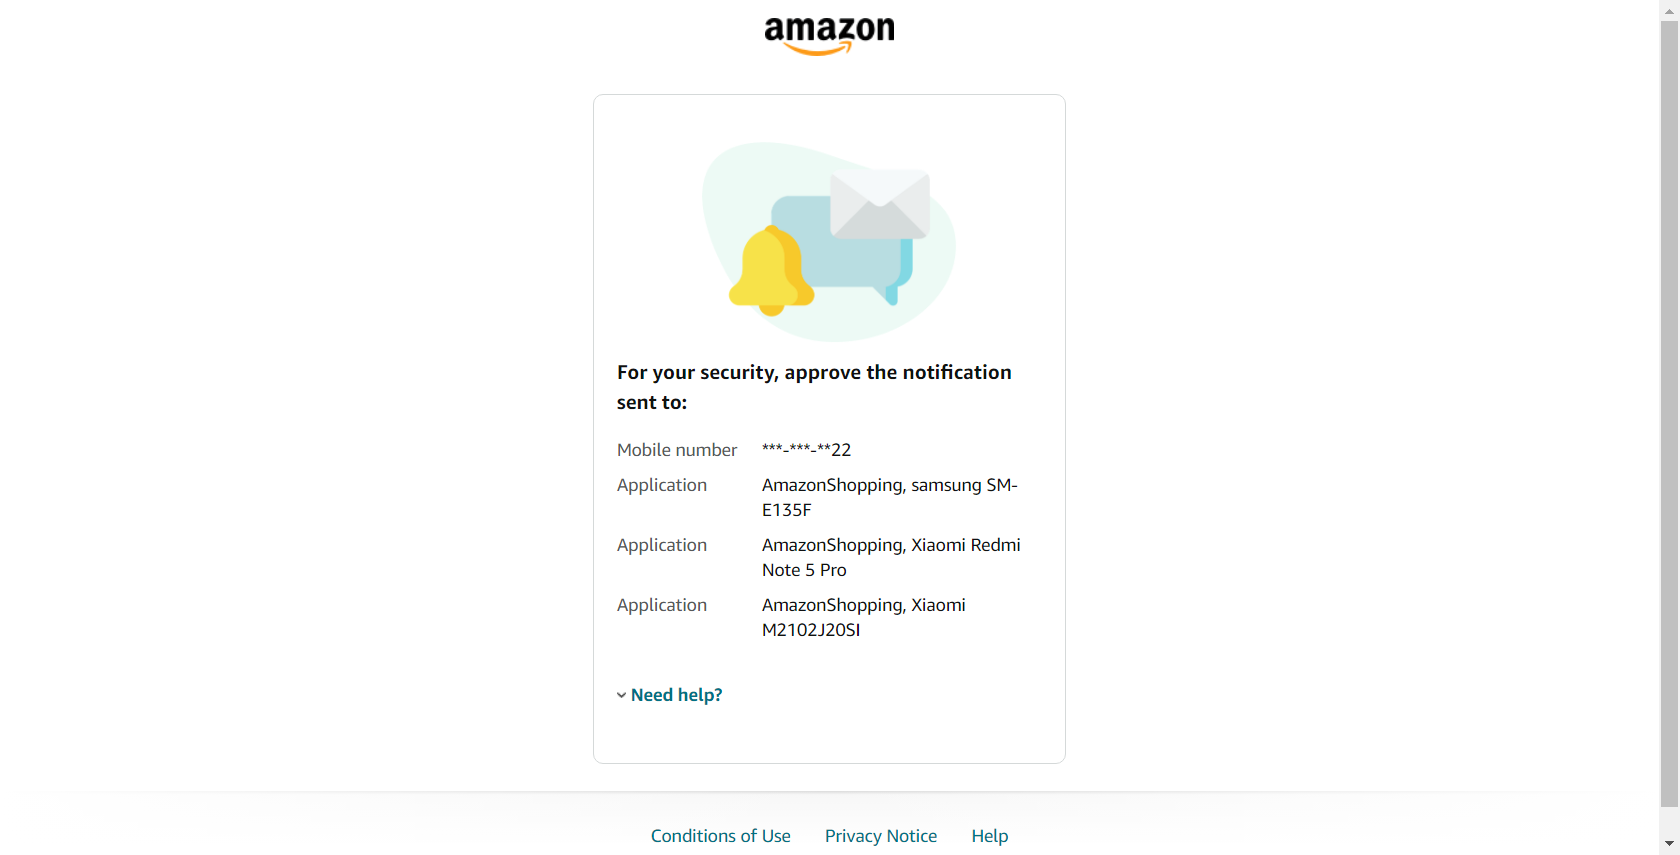 amazon
For your security, approve the notification
sent to:
Mobile number ***-***-**22
Application AmazonShopping, samsung SM-
E135F
Application AmazonShopping, Xiaomi Redmi
Note 5 Pro
Application AmazonShopping, Xiaomi
M2102J20SI
Need help?
Conditions of Use Privacy Notice Help